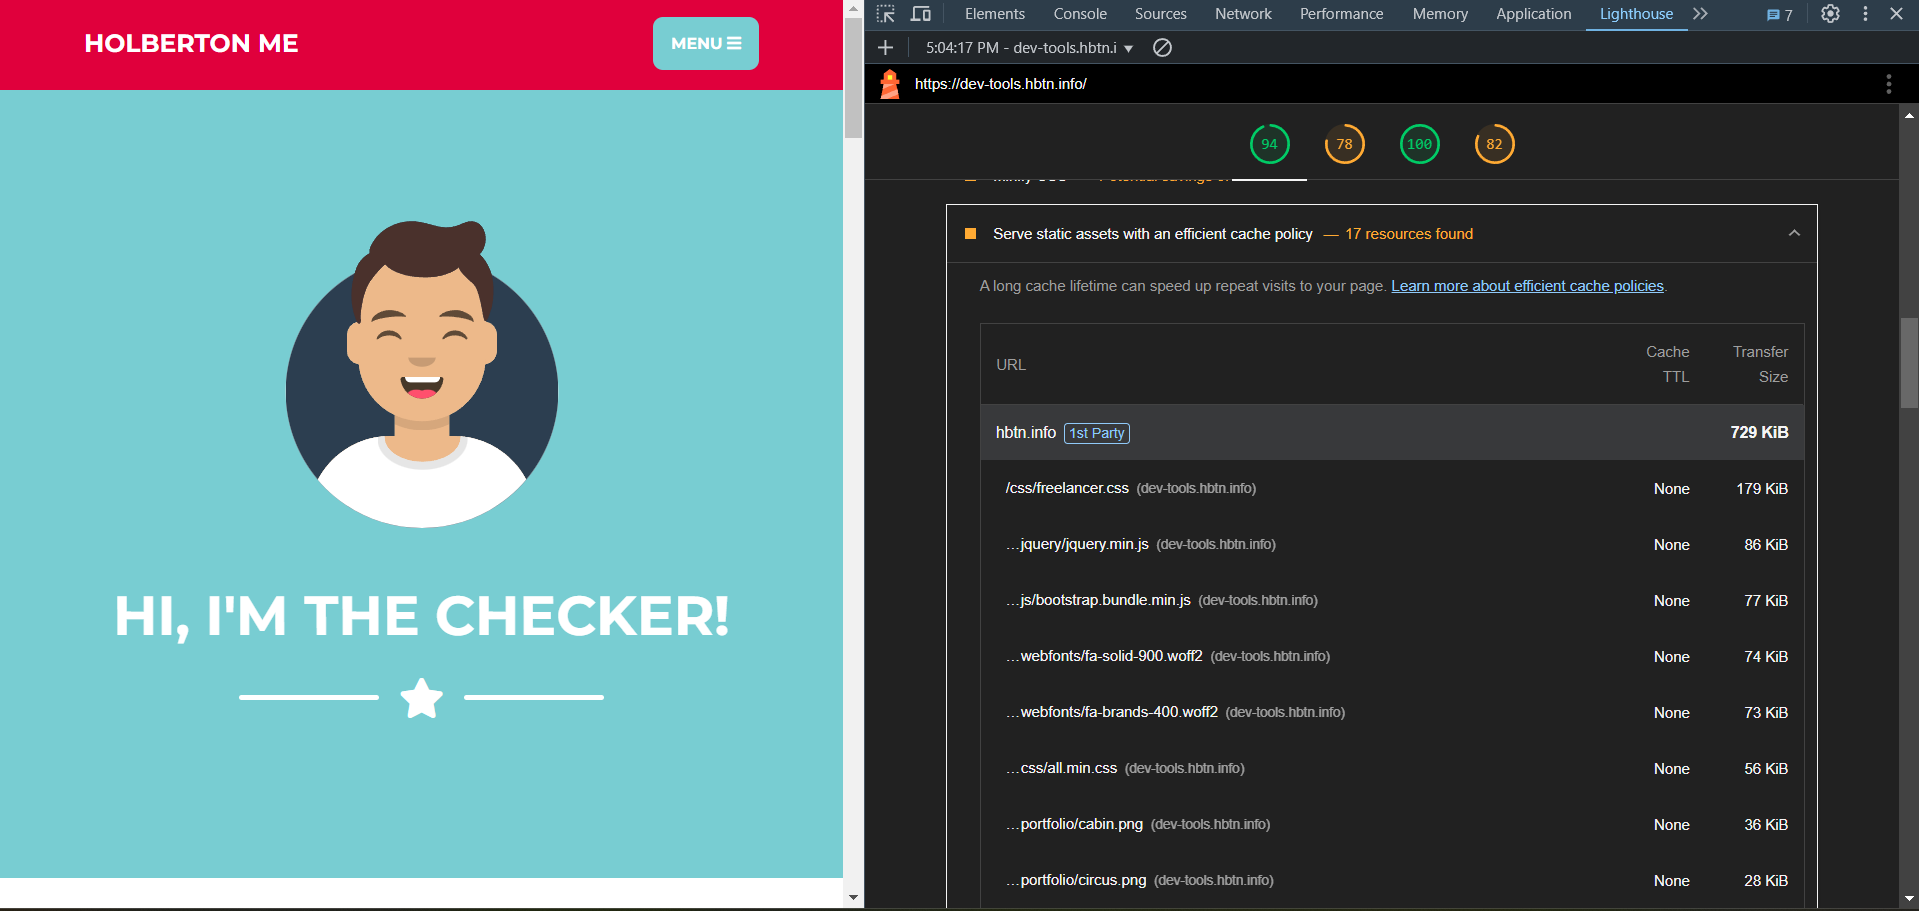 HOLBERTON ME
MENU
HI, I'M THE CHECKER!
Elements Console Sources Network Performance Memory Application Lighthouse 7
5:04:17 PM - dev-tools.hbtn.i
https://dev-tools.hbtn.info/
94 78 100 82
Serve static assets with an efficient cache policy — 17 resources found
A long cache lifetime can speed up repeat visits to your page. Learn more about efficient cache policies.
URL Cache TTL Transfer Size
hbtn.info 1st Party 729 KiB
/css/freelancer.css (dev-tools.hbtn.info) None 179 KiB
…jquery/jquery.min.js (dev-tools.hbtn.info) None 86 KiB
…js/bootstrap.bundle.min.js (dev-tools.hbtn.info) None 77 KiB
…webfonts/fa-solid-900.woff2 (dev-tools.hbtn.info) None 74 KiB
…webfonts/fa-brands-400.woff2 (dev-tools.hbtn.info) None 73 KiB
…css/all.min.css (dev-tools.hbtn.info) None 56 KiB
…portfolio/cabin.png (dev-tools.hbtn.info) None 36 KiB
…portfolio/circus.png (dev-tools.hbtn.info) None 28 KiB